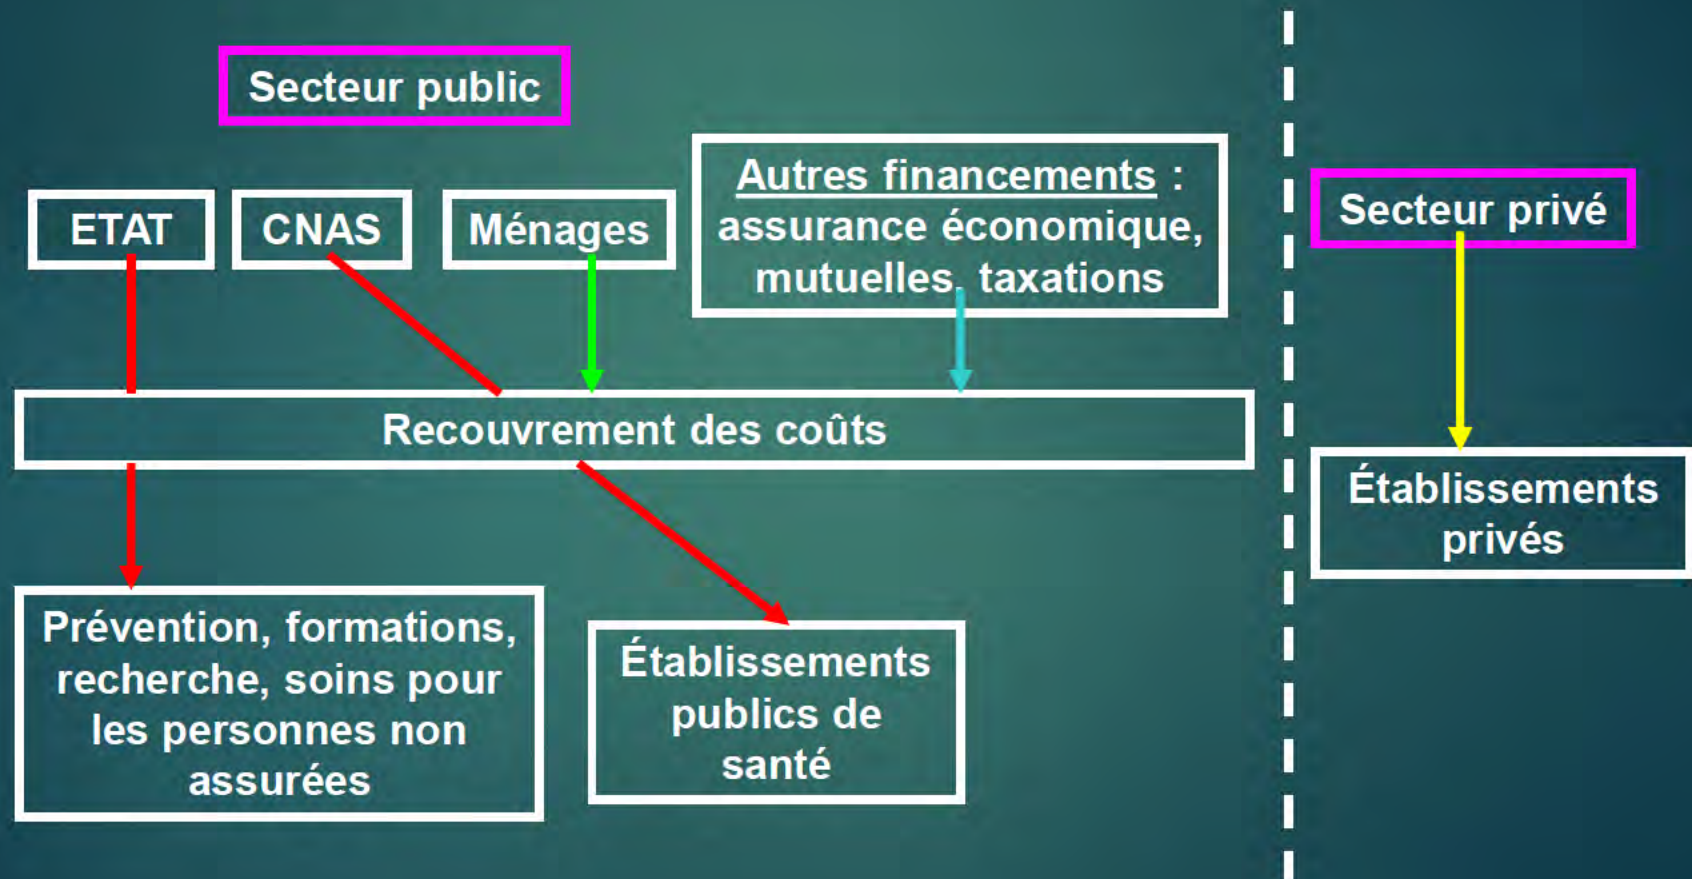 Secteur public
ETAT
CNAS
Ménages
Autres financements :
assurance économique,
mutuelles, taxations
Secteur privé
Recouvrement des coûts
Établissements
privés
Prévention, formations,
recherche, soins pour
les personnes non
assurées
Établissements
publics de
santé